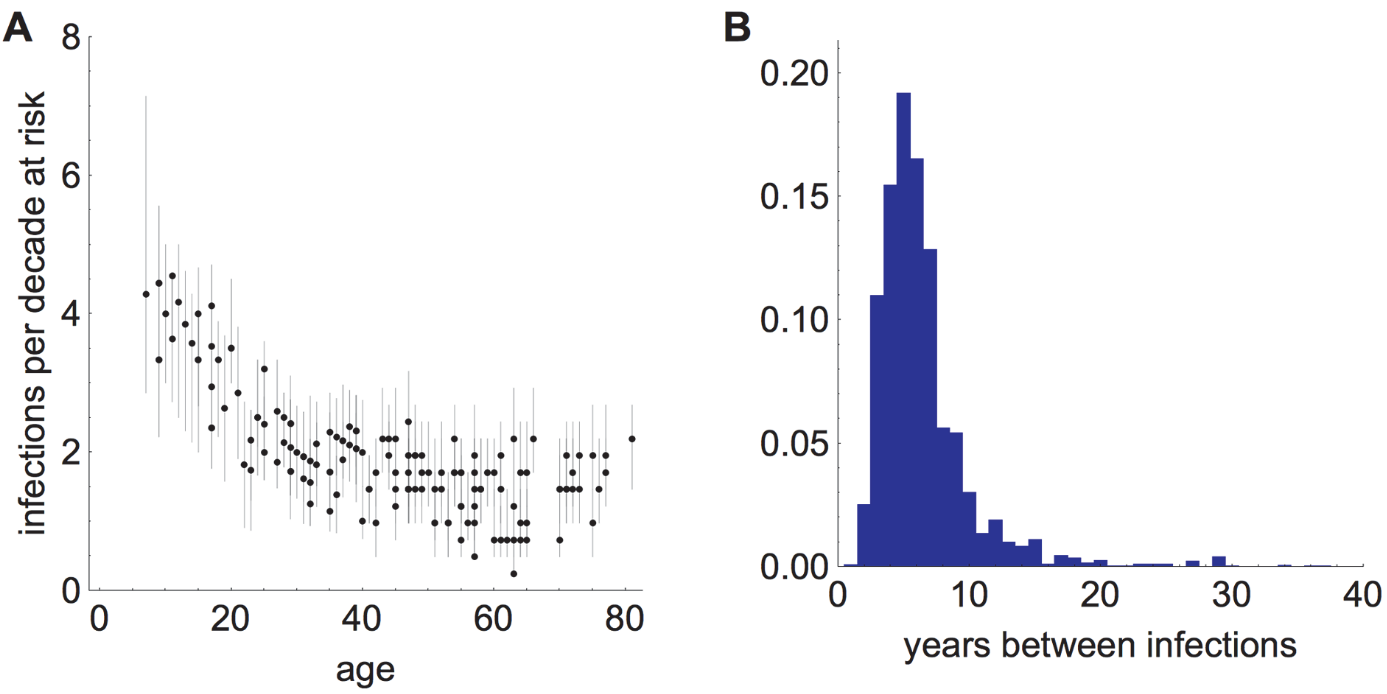 A
8
6
4
2
0
0 20 40 60 80
infections per decade at risk
age
B
0.20
0.15
0.10
0.05
0.00
0 10 20 30 40
years between infections